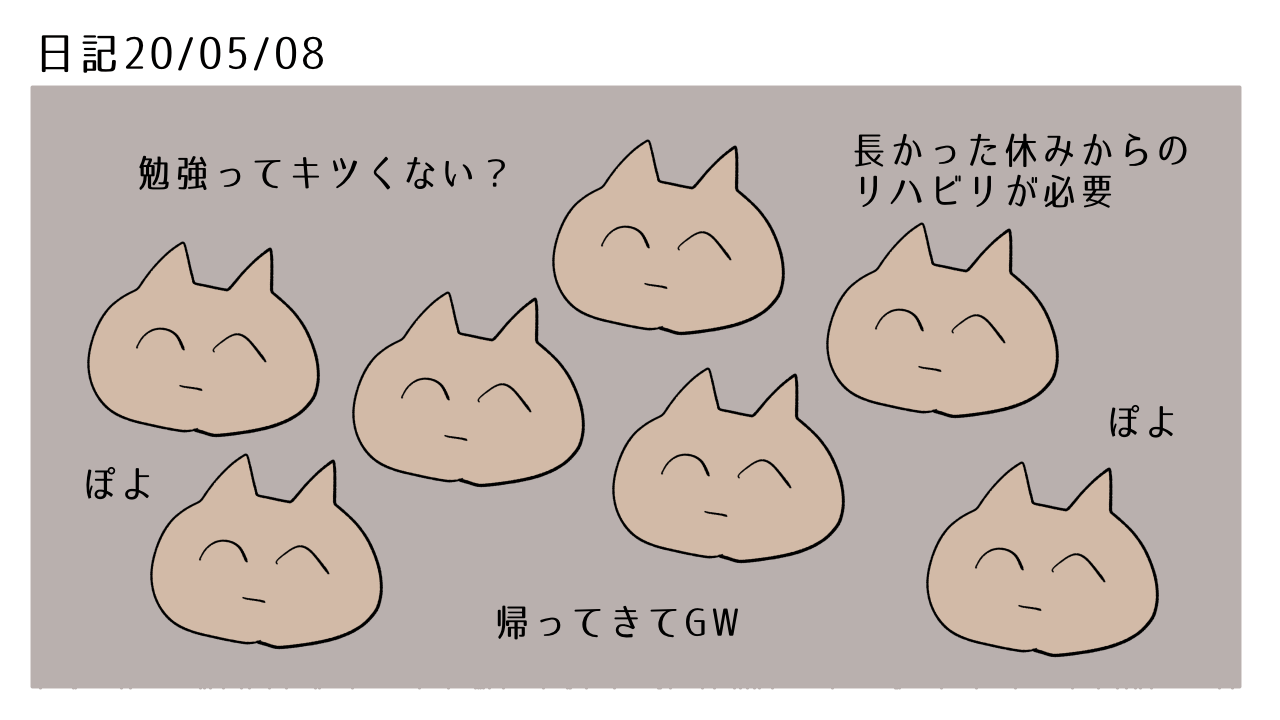 日記20/05/08
勉強ってキツくない？
長かった休みからの
リハビリが必要
ぽよ
ぽよ
帰ってきてGW